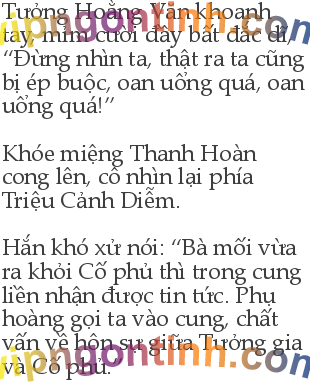 Tưởng Hoằng Văn khoanh
tay, mỉm cười đầy bất đắc dĩ,
“Đừng nhìn ta, thật ra ta cũng
bị ép buộc, oan uổng quá, oan
uổng quá!”
Khóe miệng Thanh Hoàn
cong lên, cô nhìn lại phía
Triệu Cảnh Diễm.
Hắn khó xử nói: “Bà mối vừa
ra khỏi Cố phủ thì trong cung
liền nhận được tin tức. Phụ
hoàng gọi ta vào cung, chất
vấn về hôn sự giữa Tưởng gia
và Cố phủ.
vipngontinh.com
vipngontinh.com